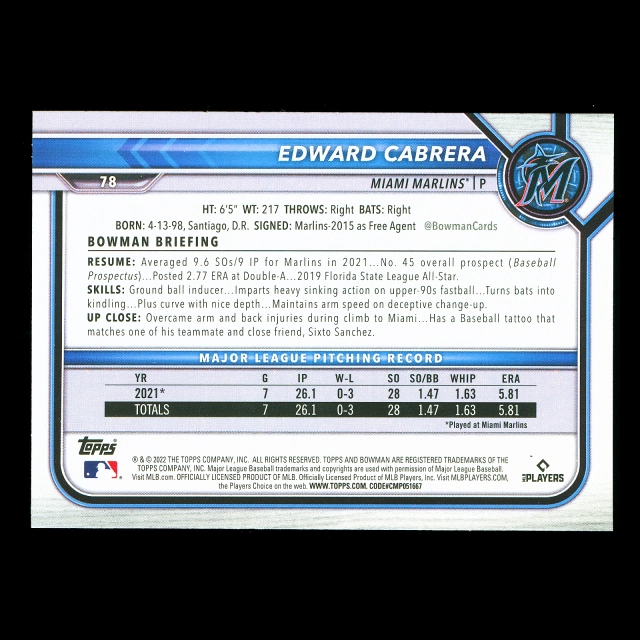 EDWARD CABRERA
78
MIAMI MARLINS* | P
M
HT: 6'5" WT: 217 THROWS: Right BATS: Right
BORN: 4-13-98, Santiago, D.R. SIGNED: Marlins-2015 as Free Agent @BowmanCards
BOWMAN BRIEFING
RESUME: Averaged 9.6 SOs/9 IP for Marlins in 2021...No. 45 overall prospect (Baseball
Prospectus)...Posted 2.77 ERA at Double-A...2019 Florida State League All-Star.
SKILLS: Ground ball inducer...Imparts heavy sinking action on upper-90s fastball...Turns bats into
kindling...Plus curve with nice depth...Maintains arm speed on deceptive change-up.
UP CLOSE: Overcame arm and back injuries during climb to Miami...Has a Baseball tattoo that
matches one of his teammate and close friend, Sixto Sanchez.
MAJOR LEAGUE PITCHING RECORD
YR G IP W-L SO SO/BB WHIP ERA
2021* 7 26.1 0-3 28 1.47 1.63 5.81
TOTALS 7 26.1 0-3 28 1.47 1.63 5.81
*Played at Miami Marlins
Topps
® & © 2022 THE TOPPS COMPANY, INC. ALL RIGHTS RESERVED. TOPPS AND BOWMAN ARE REGISTERED TRADEMARKS OF THE
TOPPS COMPANY, INC. Major League Baseball trademarks and copyrights are used with permission of Major League Baseball.
Visit MLB.com. OFFICIALLY LICENSED PRODUCT OF MLB. Officially Licensed Product of MLB Players, Inc. Visit MLBPLAYERS.COM,
the Players Choice on the web. WWW.TOPPS.COM. CODE#CMP051667
MLB PLAYERS